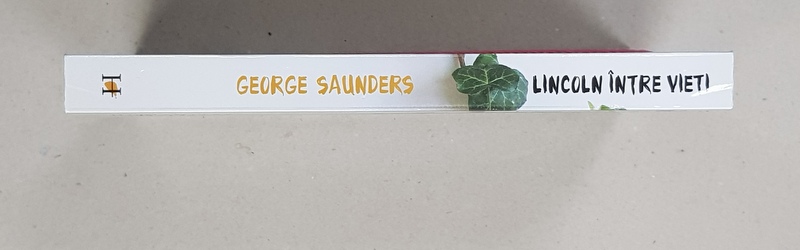 H
GEORGE SAUNDERS
LINCOLN ÎNTRE VIEȚI